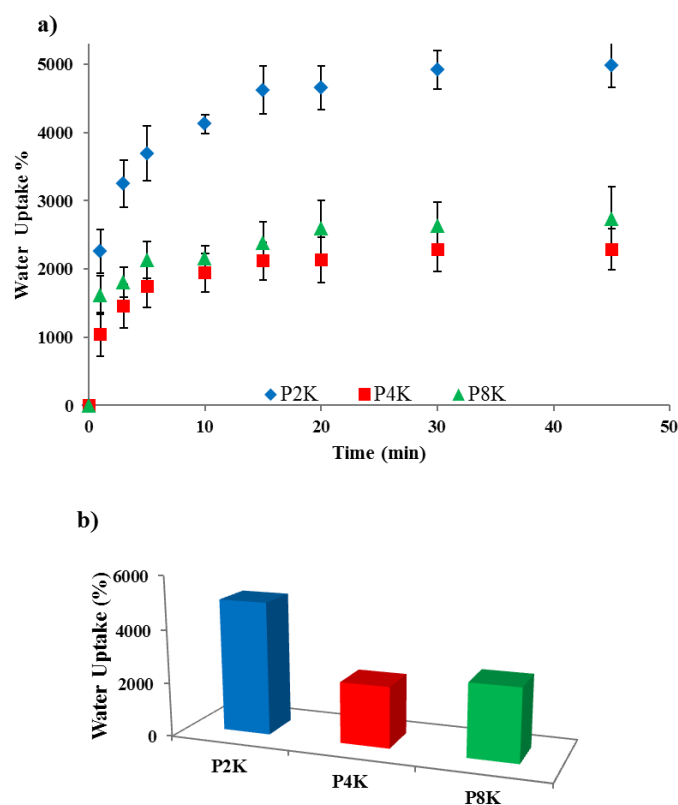 a)
5000
4000
3000
2000
1000
0
Water Uptake %
P2K P4K P8K
0 10 20 30 40 50
Time (min)
b)
6000
4000
2000
0
Water Uptake (%)
P2K
P4K
P8K